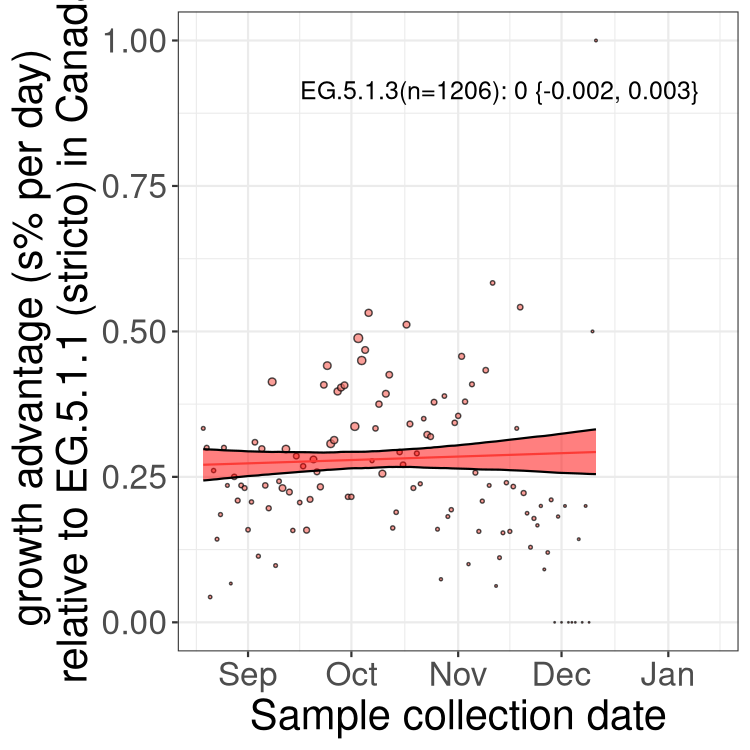 growth advantage (s% per day)
relative to EG.5.1.1 (stricto) in Canada
1.00
0.75
0.50
0.25
0.00
EG.5.1.3(n=1206): 0 {-0.002, 0.003}
Sep Oct Nov Dec Jan
Sample collection date